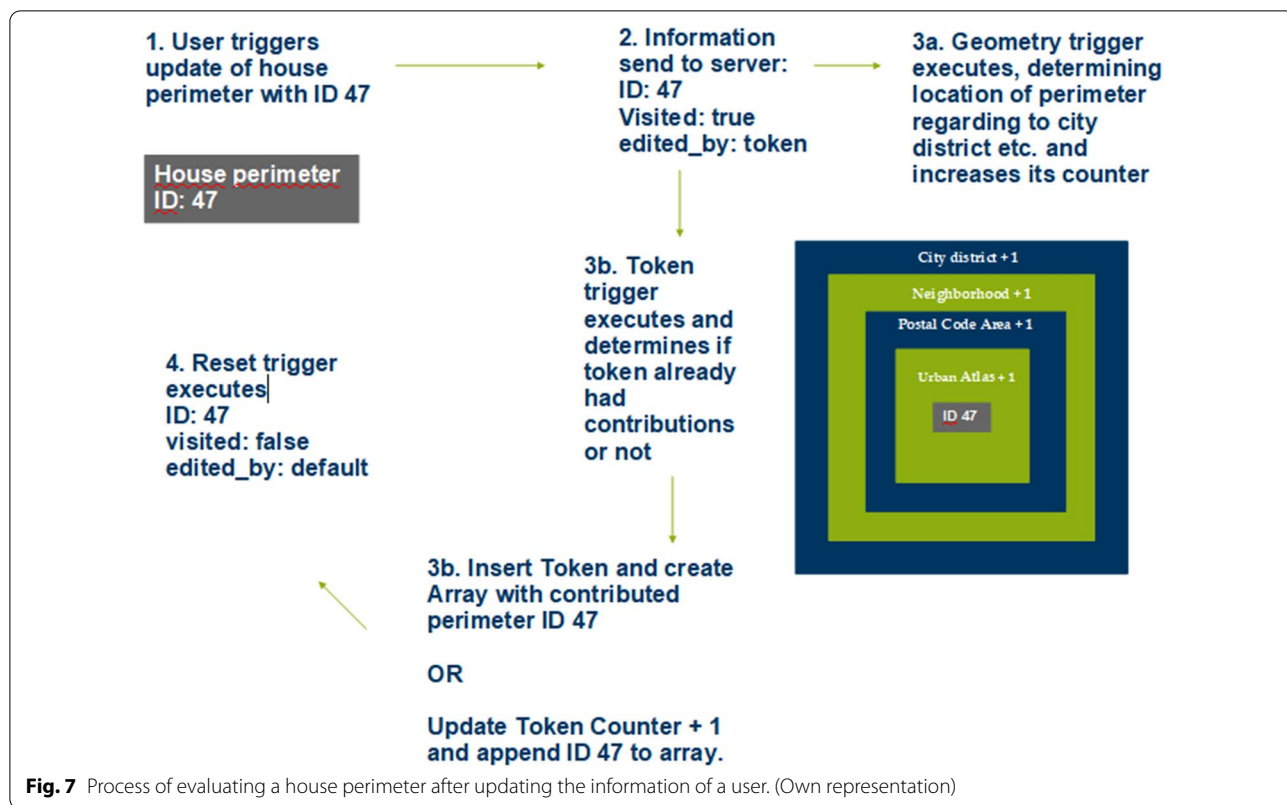 1. User triggers
update of house
perimeter with ID 47
House perimeter
ID: 47
2. Information
send to server:
ID: 47
Visited: true
edited_by: token
3a. Geometry trigger
executes, determining
location of perimeter
regarding to city
district etc. and
increases its counter
City district + 1
Neighborhood + 1
Postal Code Area + 1
Urban Atlas + 1
ID 47
3b. Token
trigger
executes and
determines if
token already
had
contributions
or not
3b. Insert Token and create
Array with contributed
perimeter ID 47
OR
Update Token Counter + 1
and append ID 47 to array.
4. Reset trigger
executes
ID: 47
visited: false
edited_by: default
Fig. 7 Process of evaluating a house perimeter after updating the information of a user. (Own representation)